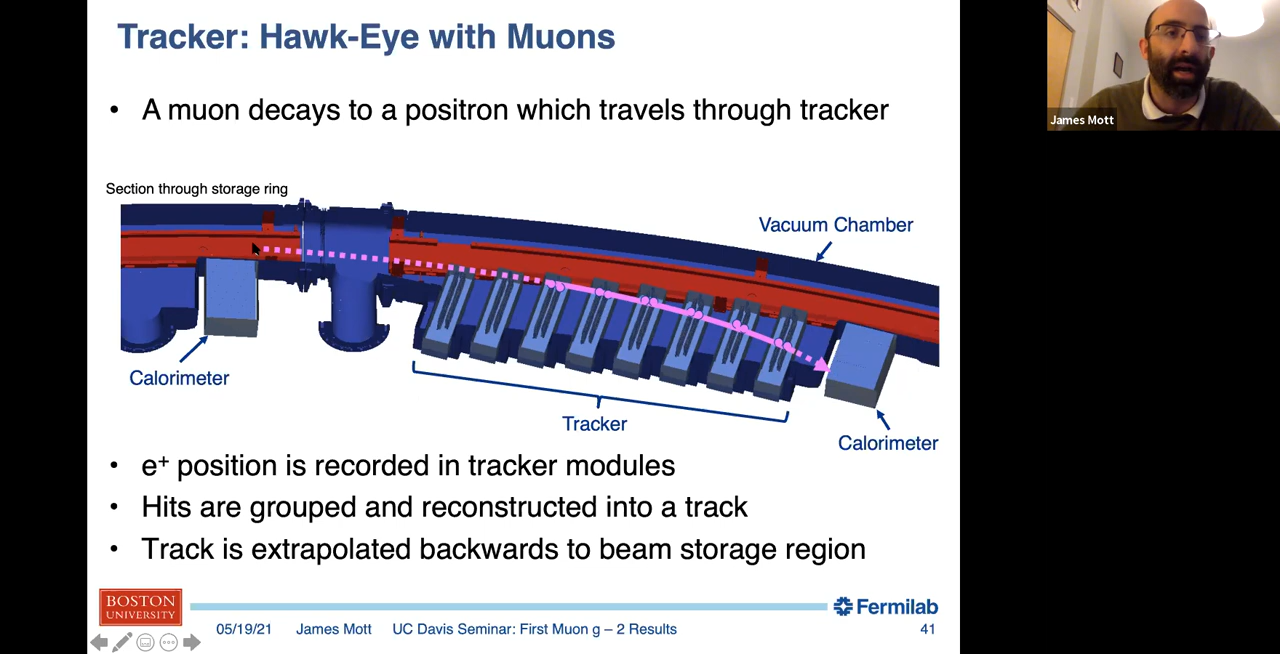 Tracker: Hawk-Eye with Muons
• A muon decays to a positron which travels through tracker
James Mott
Section through storage ring
Vacuum Chamber
Calorimeter
Tracker
Calorimeter
• e⁺ position is recorded in tracker modules
• Hits are grouped and reconstructed into a track
• Track is extrapolated backwards to beam storage region
BOSTON
UNIVERSITY
Fermilab
05/19/21 James Mott UC Davis Seminar: First Muon g – 2 Results 41